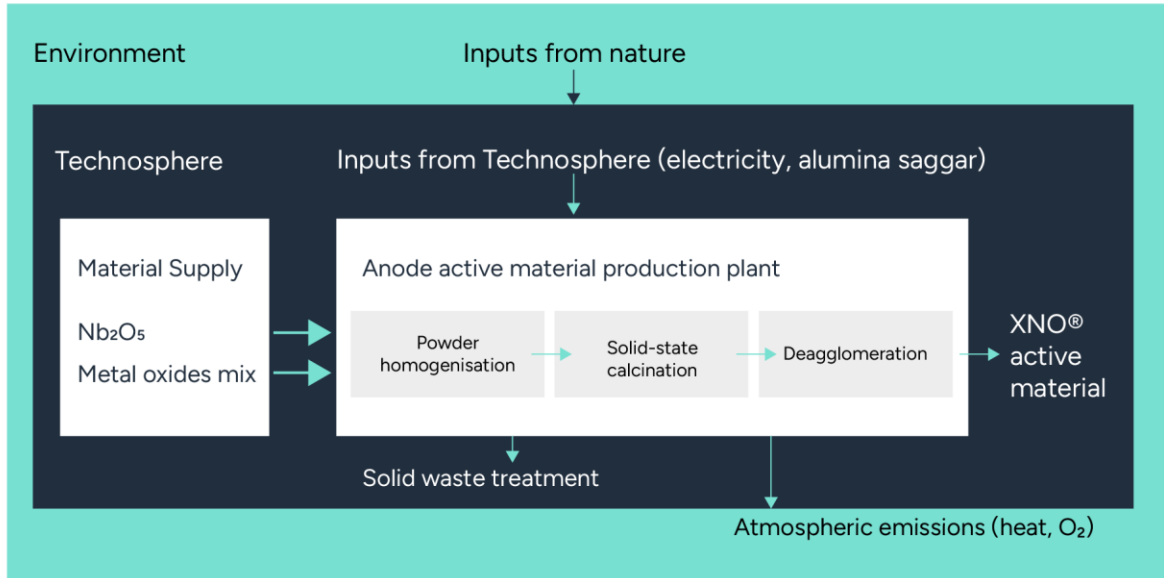 Environment
Inputs from nature
Technosphere
Inputs from Technosphere (electricity, alumina saggar)
Material Supply
Nb₂O₅
Metal oxides mix
Anode active material production plant
Powder
homogenisation
Solid-state
calcination
Deagglomeration
XNO®
active
material
Solid waste treatment
Atmospheric emissions (heat, O₂)